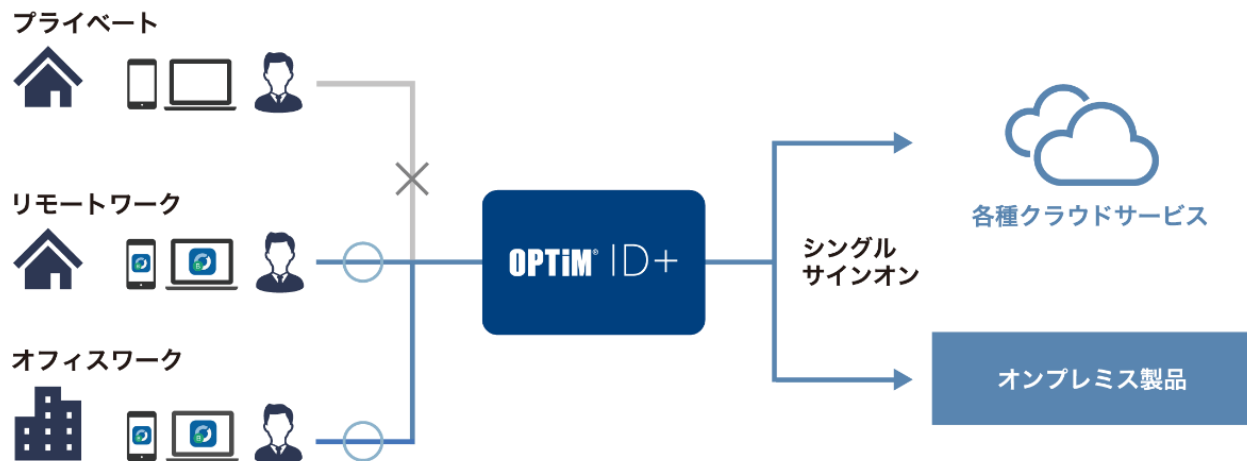 プライベート
リモートワーク
オフィスワーク
OPTiM® ID+
シングル
サインオン
各種クラウドサービス
オンプレミス製品